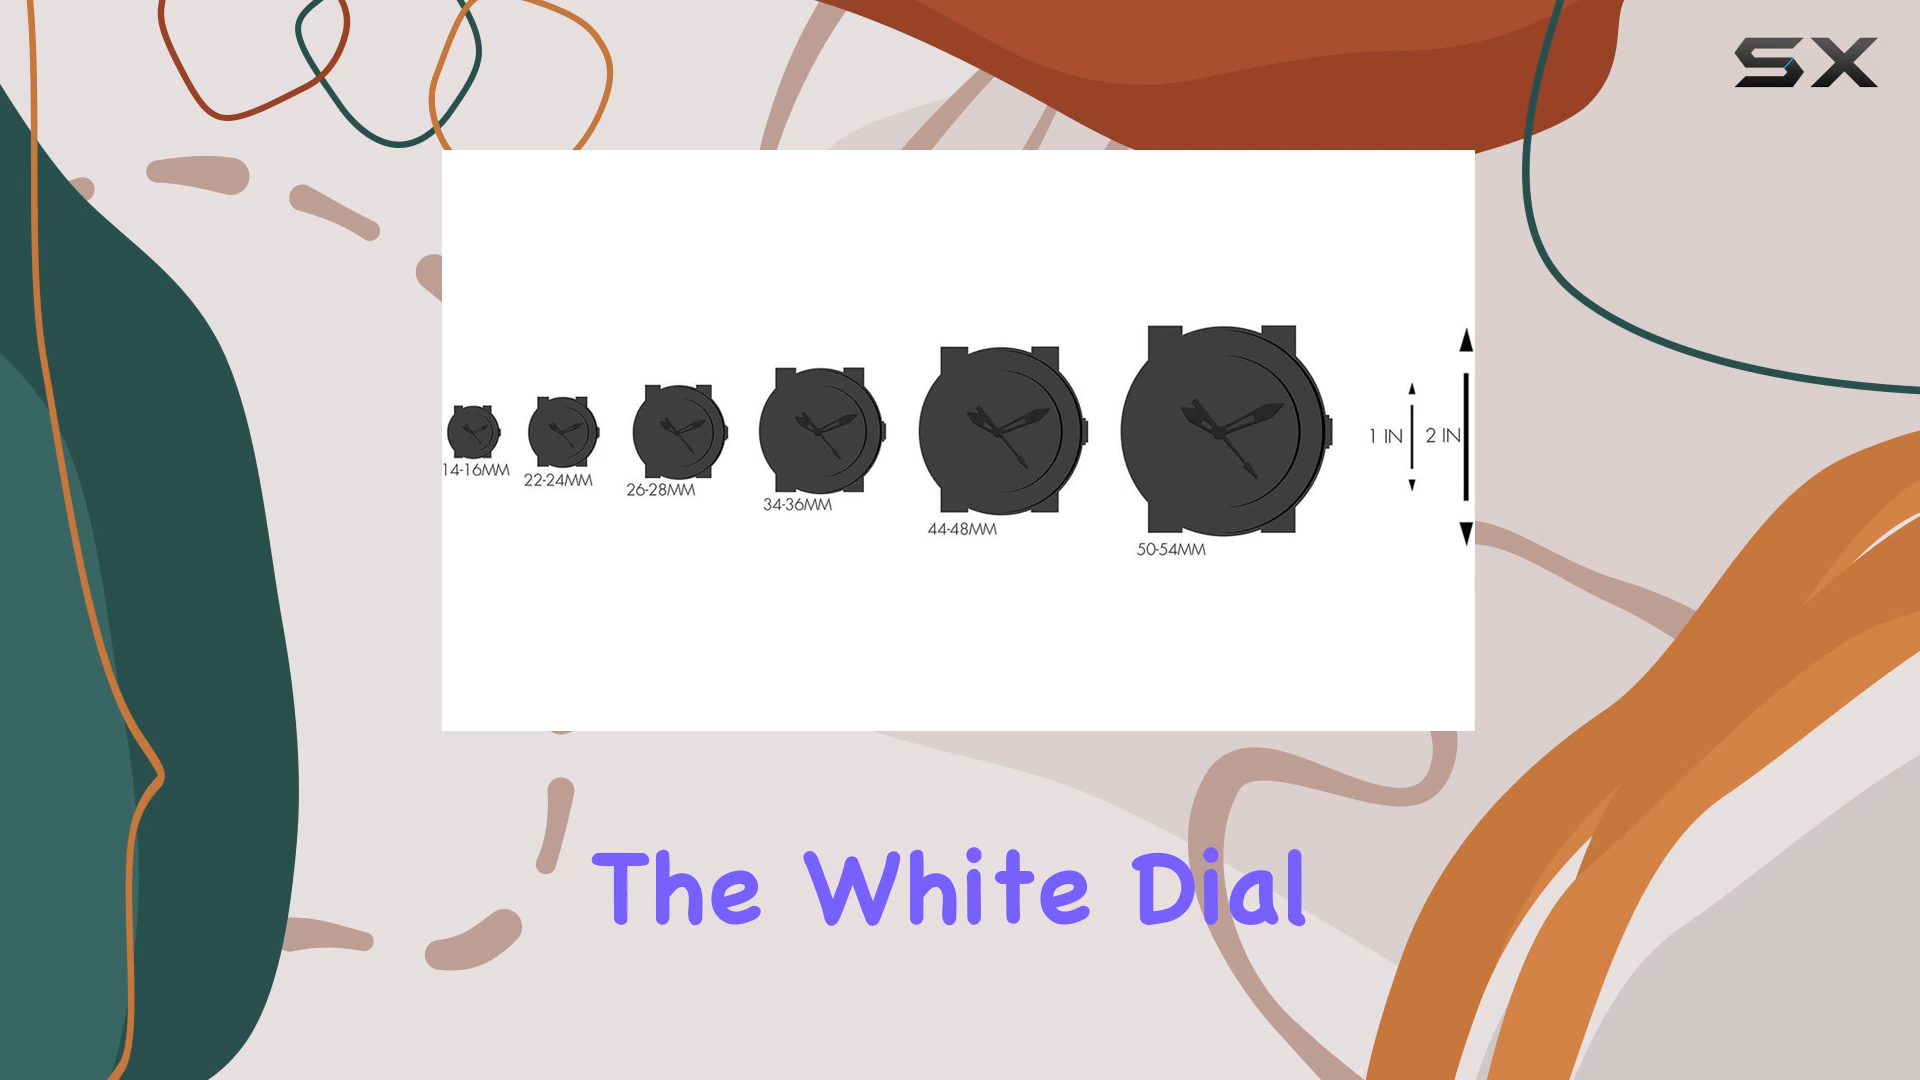 SX
14-16MM
22-24MM
26-28MM
34-36MM
44-48MM
50-54MM
1 IN
2 IN
The White Dial